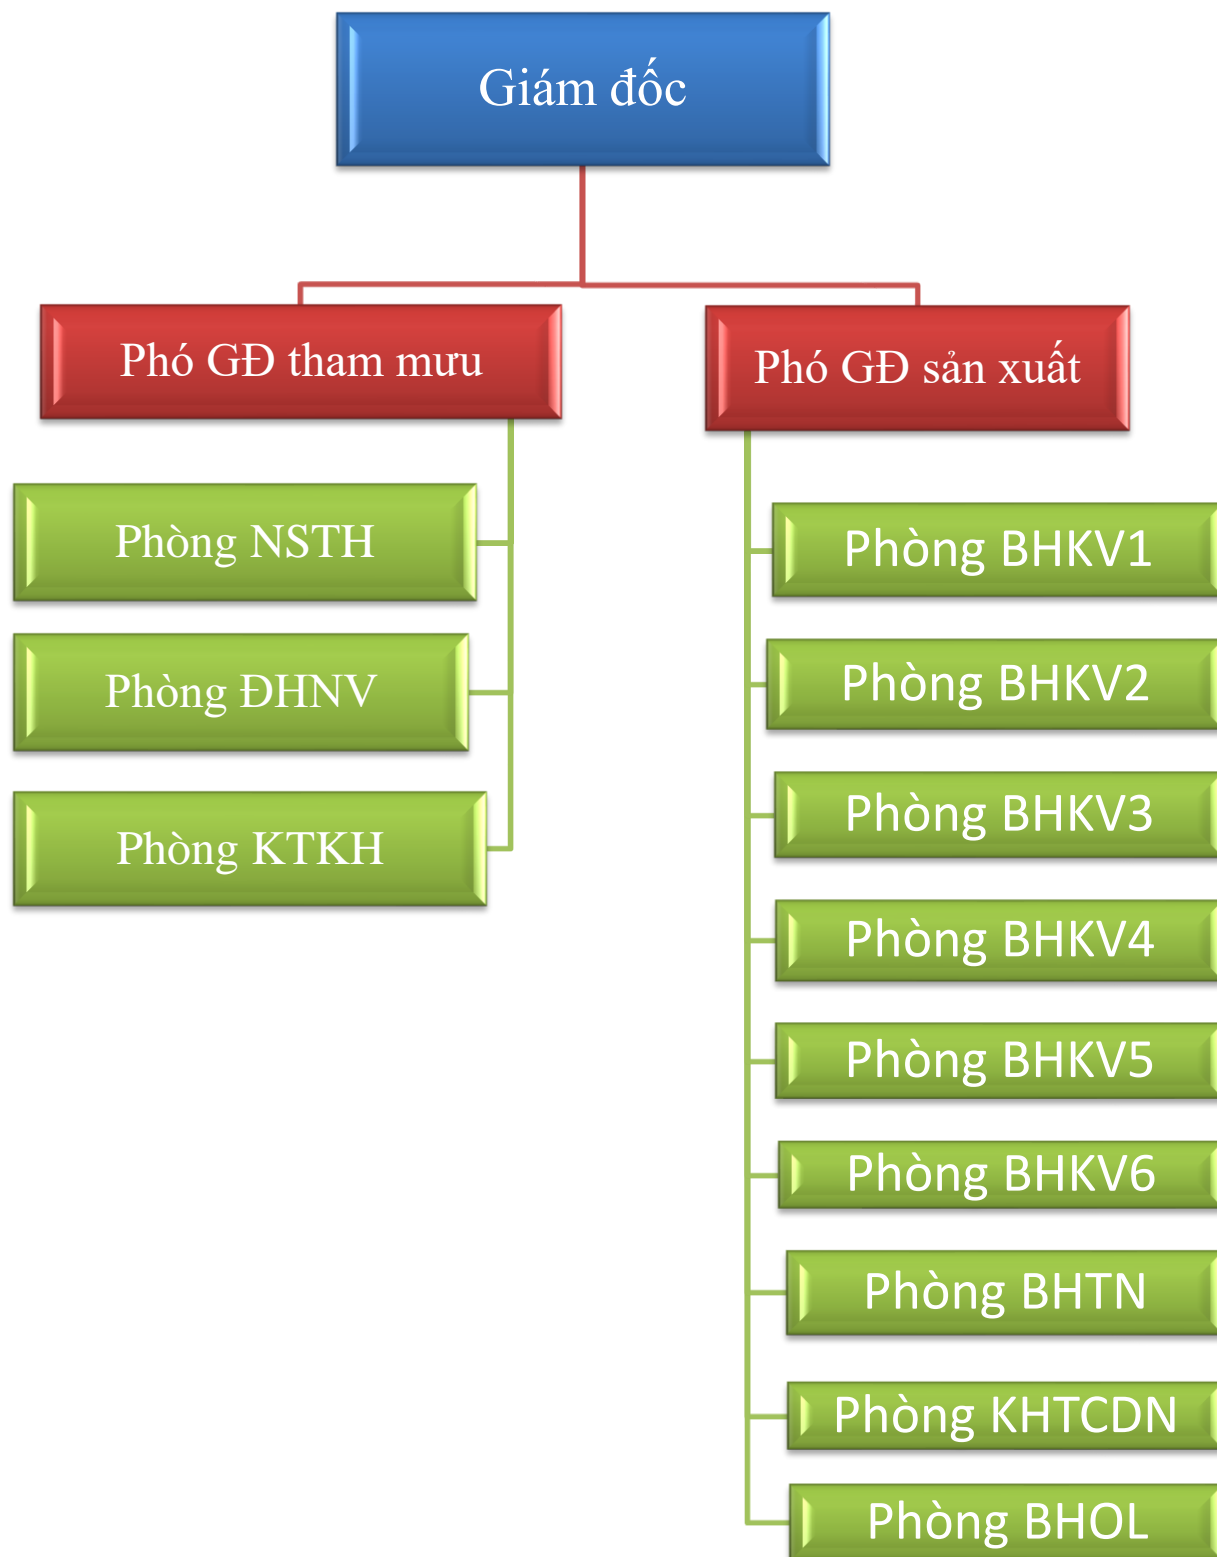 Giám đốc
Phó GĐ tham mưu
Phó GĐ sản xuất
Phòng NSTH
Phòng ĐHNV
Phòng KTKH
Phòng BHKV1
Phòng BHKV2
Phòng BHKV3
Phòng BHKV4
Phòng BHKV5
Phòng BHKV6
Phòng BHTN
Phòng KHTCDN
Phòng BHOL